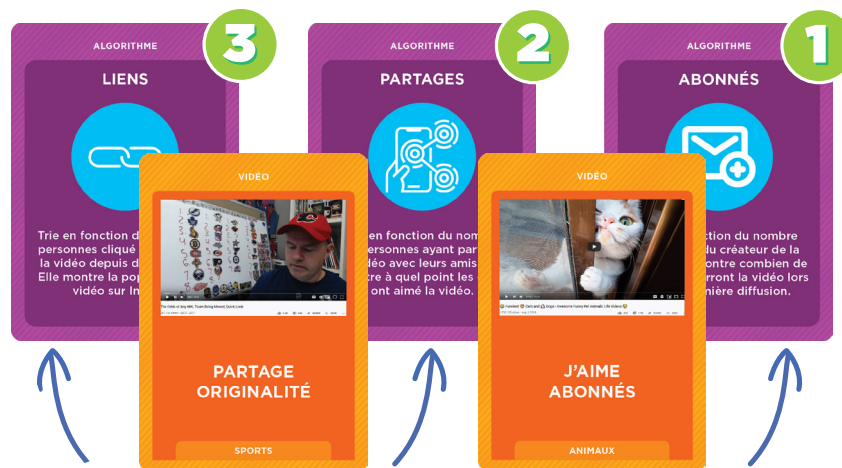 3
ALGORITHME
LIENS
Trie en fonction d
personnes cliqué
la vidéo depuis d
Elle montre la pop
vidéo sur In
2
ALGORITHME
PARTAGES
en fonction du nom
ersonnes ayant par
déo avec leurs amis
tre à quel point les
ont aimé la vidéo.
1
ALGORITHME
ABONNÉS
ction du nombre
du créateur de la
ontre combien de
rront la vidéo lors
mière diffusion.
VIDÉO
PARTAGE
ORIGINALITÉ
SPORTS
VIDÉO
J'AIME
ABONNÉS
ANIMAUX